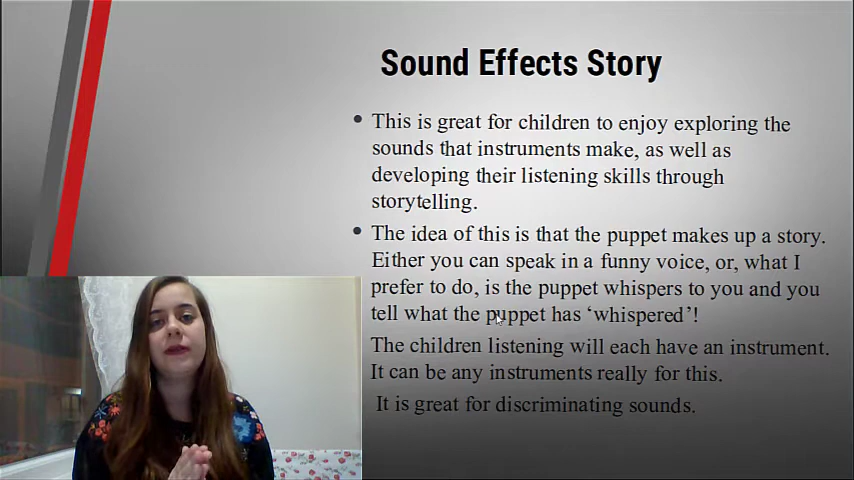 Sound Effects Story
• This is great for children to enjoy exploring the
sounds that instruments make, as well as
developing their listening skills through
storytelling.
• The idea of this is that the puppet makes up a story.
Either you can speak in a funny voice, or, what I
prefer to do, is the puppet whispers to you and you
tell what the puppet has ‘whispered’!
The children listening will each have an instrument.
It can be any instruments really for this.
It is great for discriminating sounds.